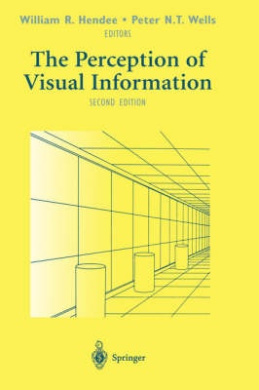 William R. Hendee • Peter N.T. Wells
EDITORS
The Perception of
Visual Information
SECOND EDITION
Springer